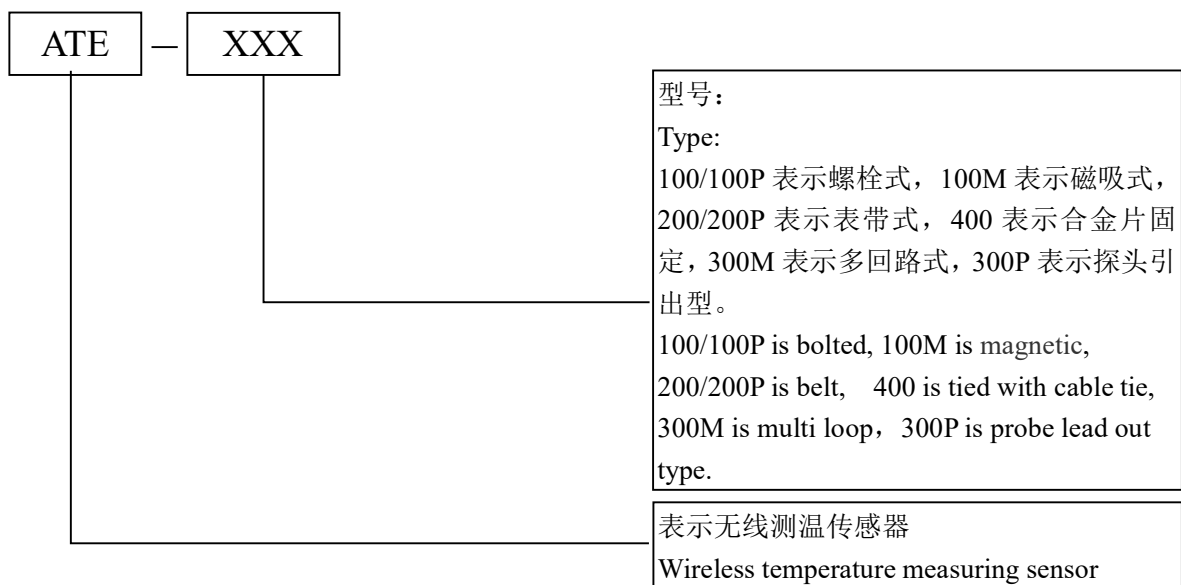 ATE — XXX
型号：
Type:
100/100P 表示螺栓式，100M 表示磁吸式，
200/200P 表示表带式，400 表示合金片固
定，300M 表示多回路式，300P 表示探头引
出型。
100/100P is bolted, 100M is magnetic,
200/200P is belt, 400 is tied with cable tie,
300M is multi loop，300P is probe lead out
type.
表示无线测温传感器
Wireless temperature measuring sensor